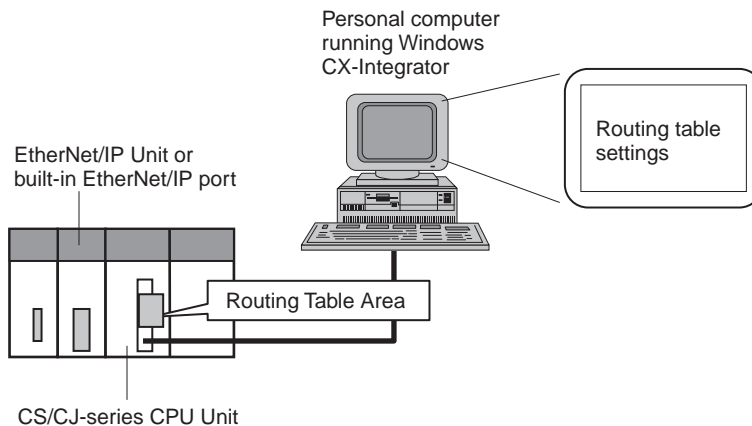 Personal computer
running Windows
CX-Integrator
Routing table
settings
EtherNet/IP Unit or
built-in EtherNet/IP port
Routing Table Area
CS/CJ-series CPU Unit